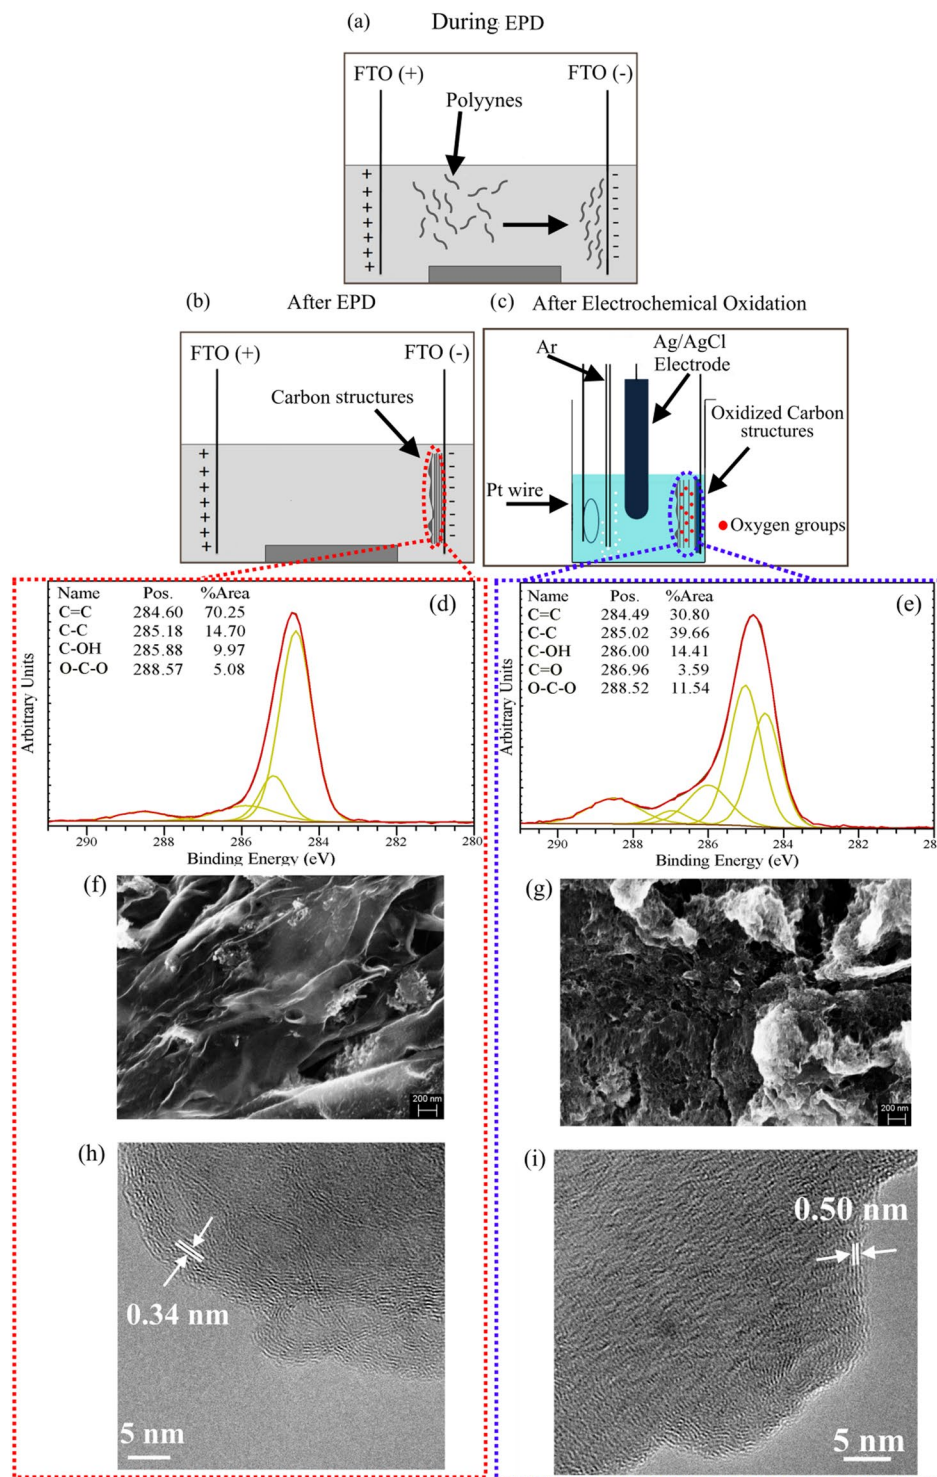 (a) During EPD
FTO (+)
FTO (-)
Polyynes
+
+
+
+
+
+
+
-
-
-
-
-
-
(b) After EPD
FTO (+)
FTO (-)
Carbon structures
+
+
+
+
+
+
+
-
-
-
-
-
-
-
(c) After Electrochemical Oxidation
Ar
Ag/AgCl
Electrode
Oxidized Carbon
structures
Pt wire
Oxygen groups
(d)
Name Pos. %Area
C=C 284.60 70.25
C-C 285.18 14.70
C-OH 285.88 9.97
O-C-O 288.57 5.08
Arbitrary Units
290 288 286 284 282 280
Binding Energy (eV)
(e)
Name Pos. %Area
C=C 284.49 30.80
C-C 285.02 39.66
C-OH 286.00 14.41
C=O 286.96 3.59
O-C-O 288.52 11.54
Arbitrary Units
290 288 286 284 282 28
Binding Energy (eV)
(f)
200 nm
(g)
200 nm
(h)
0.34 nm
5 nm
(i)
0.50 nm
5 nm